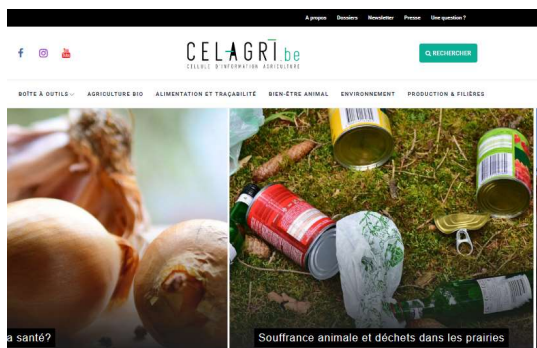 A propos Dossiers Newsletter Presse Une question ?
CELAGRI.be
CELLULE D'INFORMATION AGRICULTURE
RECHERCHER
BOÎTE À OUTILS AGRICULTURE BIO ALIMENTATION ET TRAÇABILITÉ BIEN-ÊTRE ANIMAL ENVIRONNEMENT PRODUCTION & FILIÈRES
a santé?
Souffrance animale et déchets dans les prairies